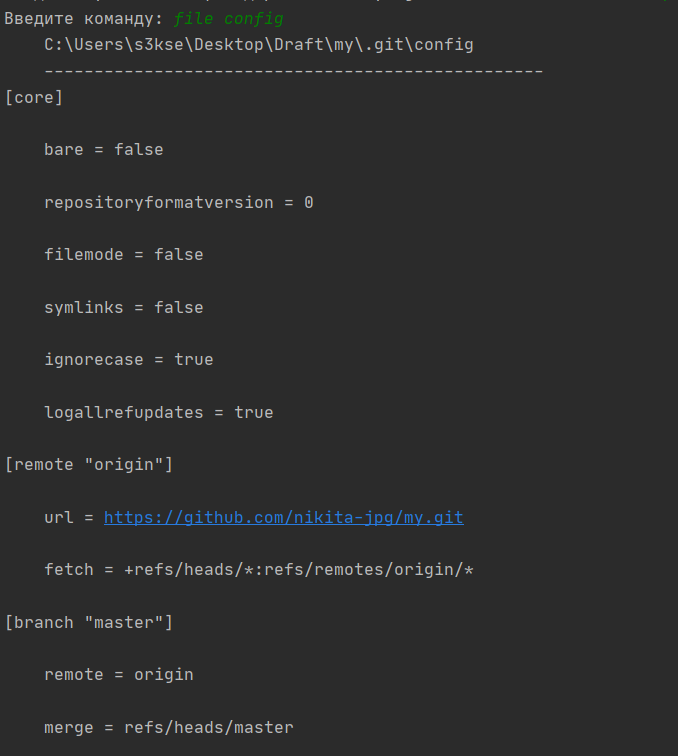 Введите команду: file config
C:\Users\s3kse\Desktop\Draft\my\.git\config
--------------------------------------------------
[core]
bare = false
repositoryformatversion = 0
filemode = false
symlinks = false
ignorecase = true
logallrefupdates = true
[remote "origin"]
url = https://github.com/nikita-jpg/my.git
fetch = +refs/heads/*:refs/remotes/origin/*
[branch "master"]
remote = origin
merge = refs/heads/master